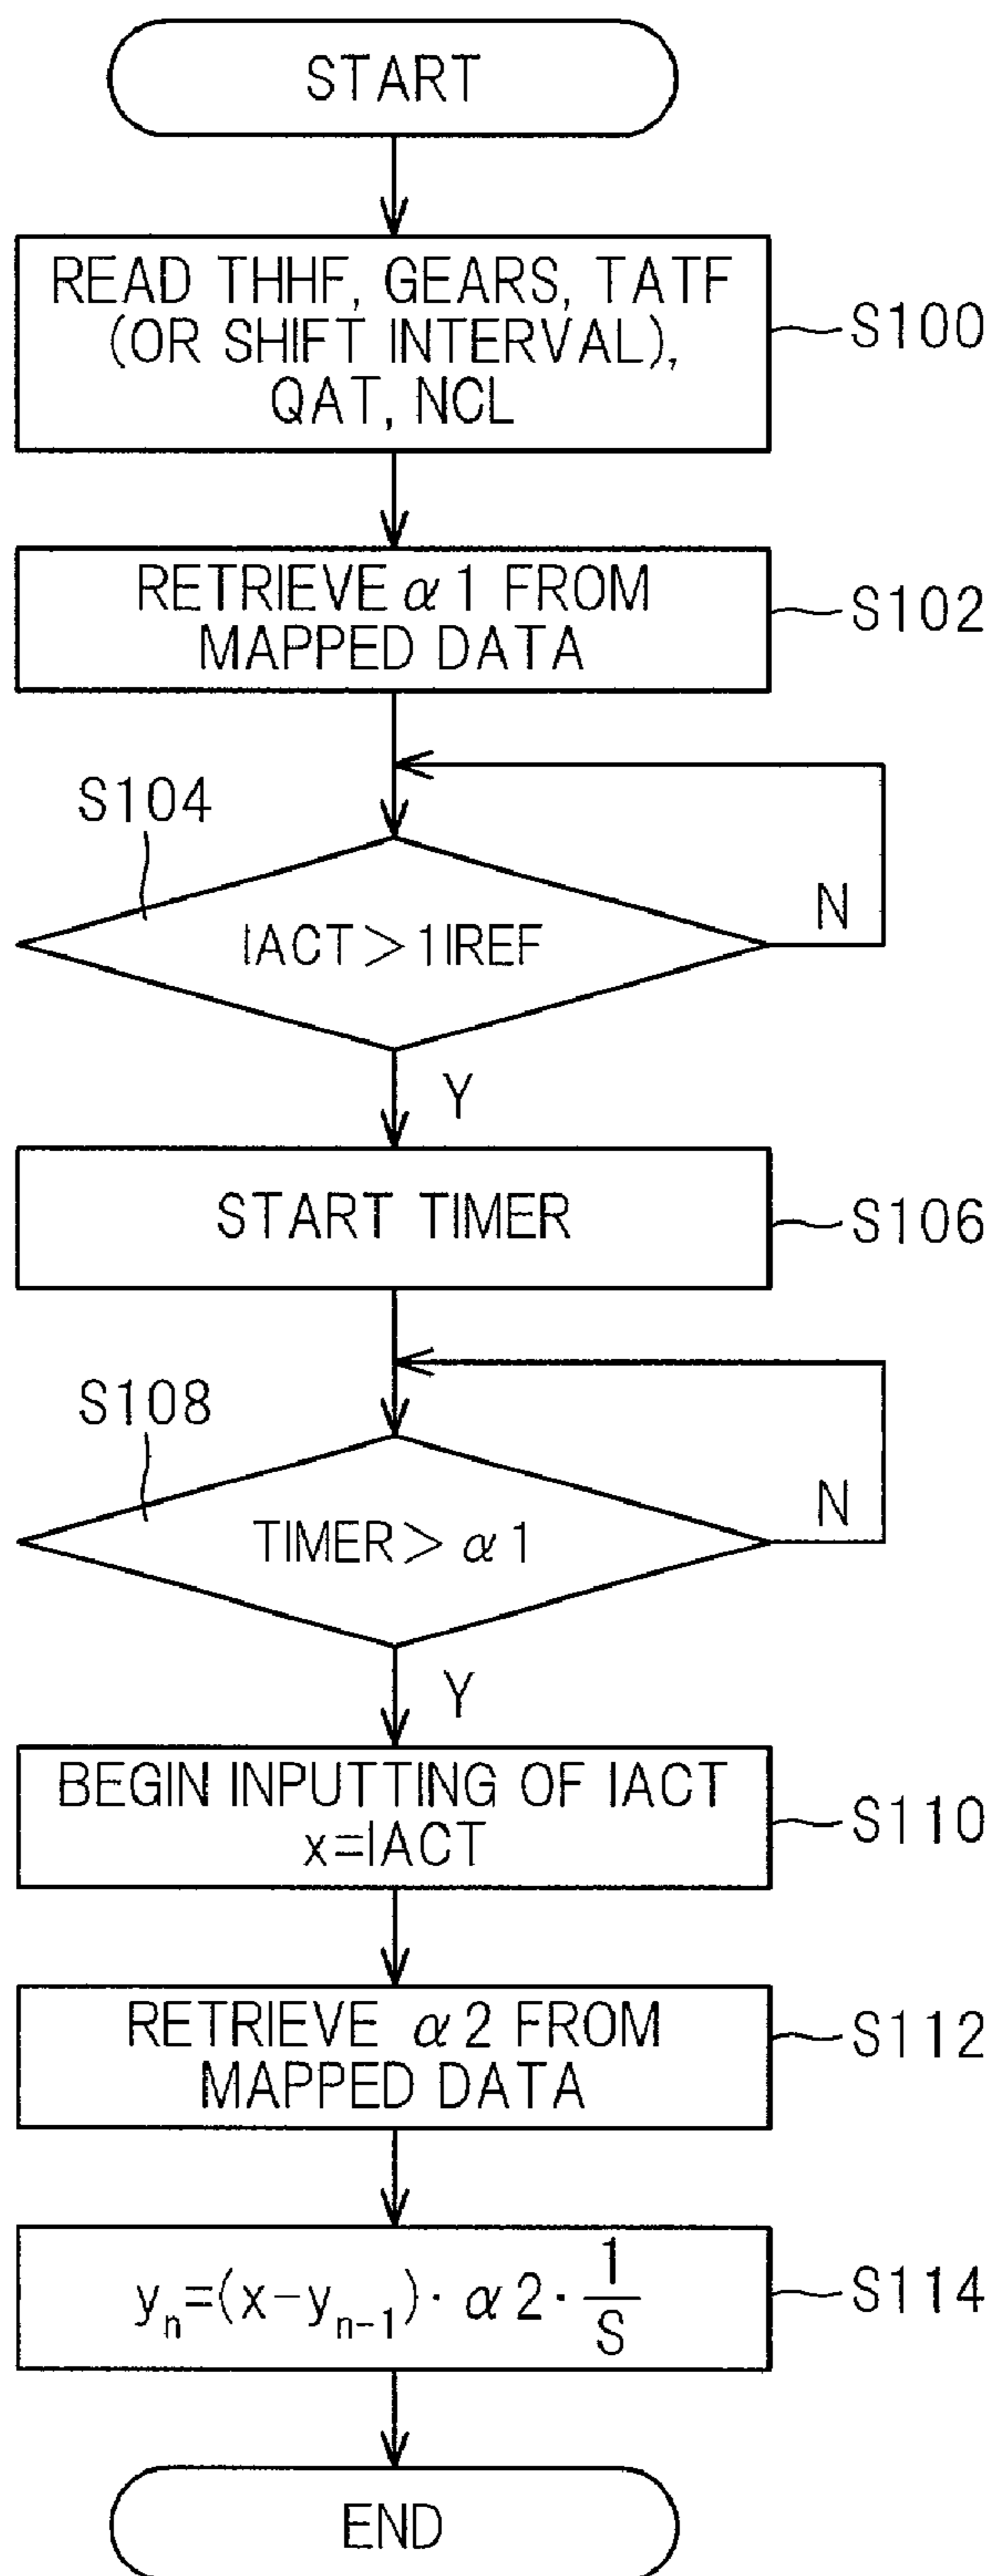 START
READ THHF, GEARS, TATF
(OR SHIFT INTERVAL),
QAT, NCL
S100
RETRIEVE α1 FROM
MAPPED DATA
S102
S104
IACT>1IREF
N
Y
START TIMER
S106
S108
TIMER>α1
N
Y
BEGIN INPUTTING OF IACT
x=IACT
S110
RETRIEVE α2 FROM
MAPPED DATA
S112
yₙ=(x-yₙ₋₁)·α2·1/S
S114
END